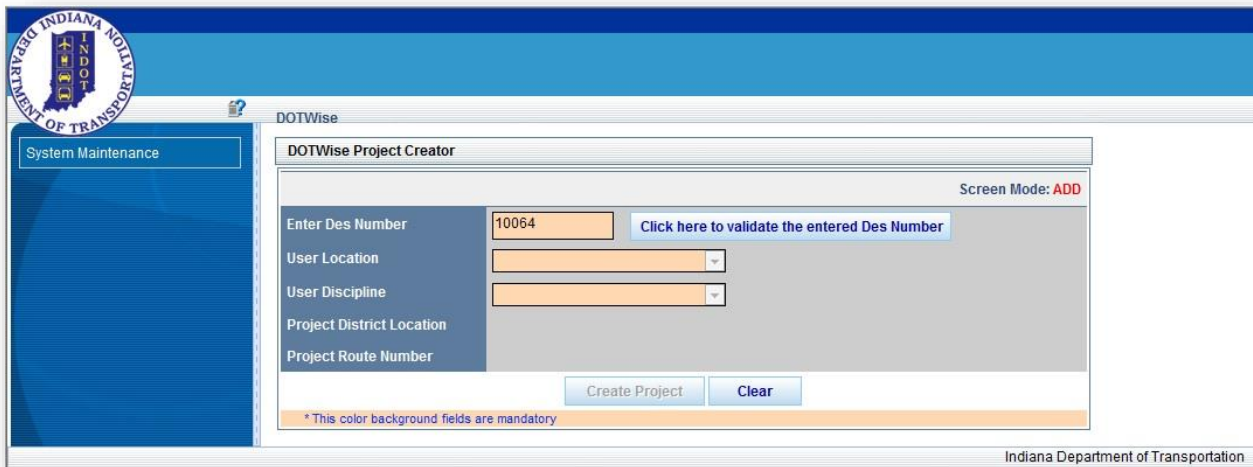 INDIANA
DEPARTMENT OF TRANSPORTATION
INDOT
DOTWise
System Maintenance
DOTWise Project Creator
Screen Mode: ADD
Enter Des Number 10064 Click here to validate the entered Des Number
User Location
User Discipline
Project District Location
Project Route Number
Create Project Clear
* This color background fields are mandatory
Indiana Department of Transportation